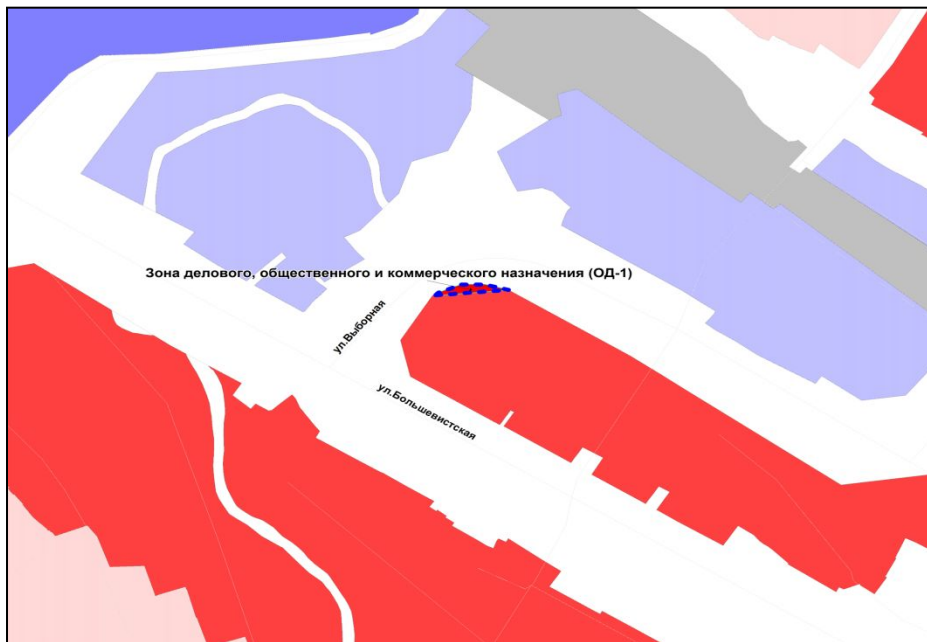 Зона делового, общественного и коммерческого назначения (ОД-1)
ул.Выборная
ул.Большевистская